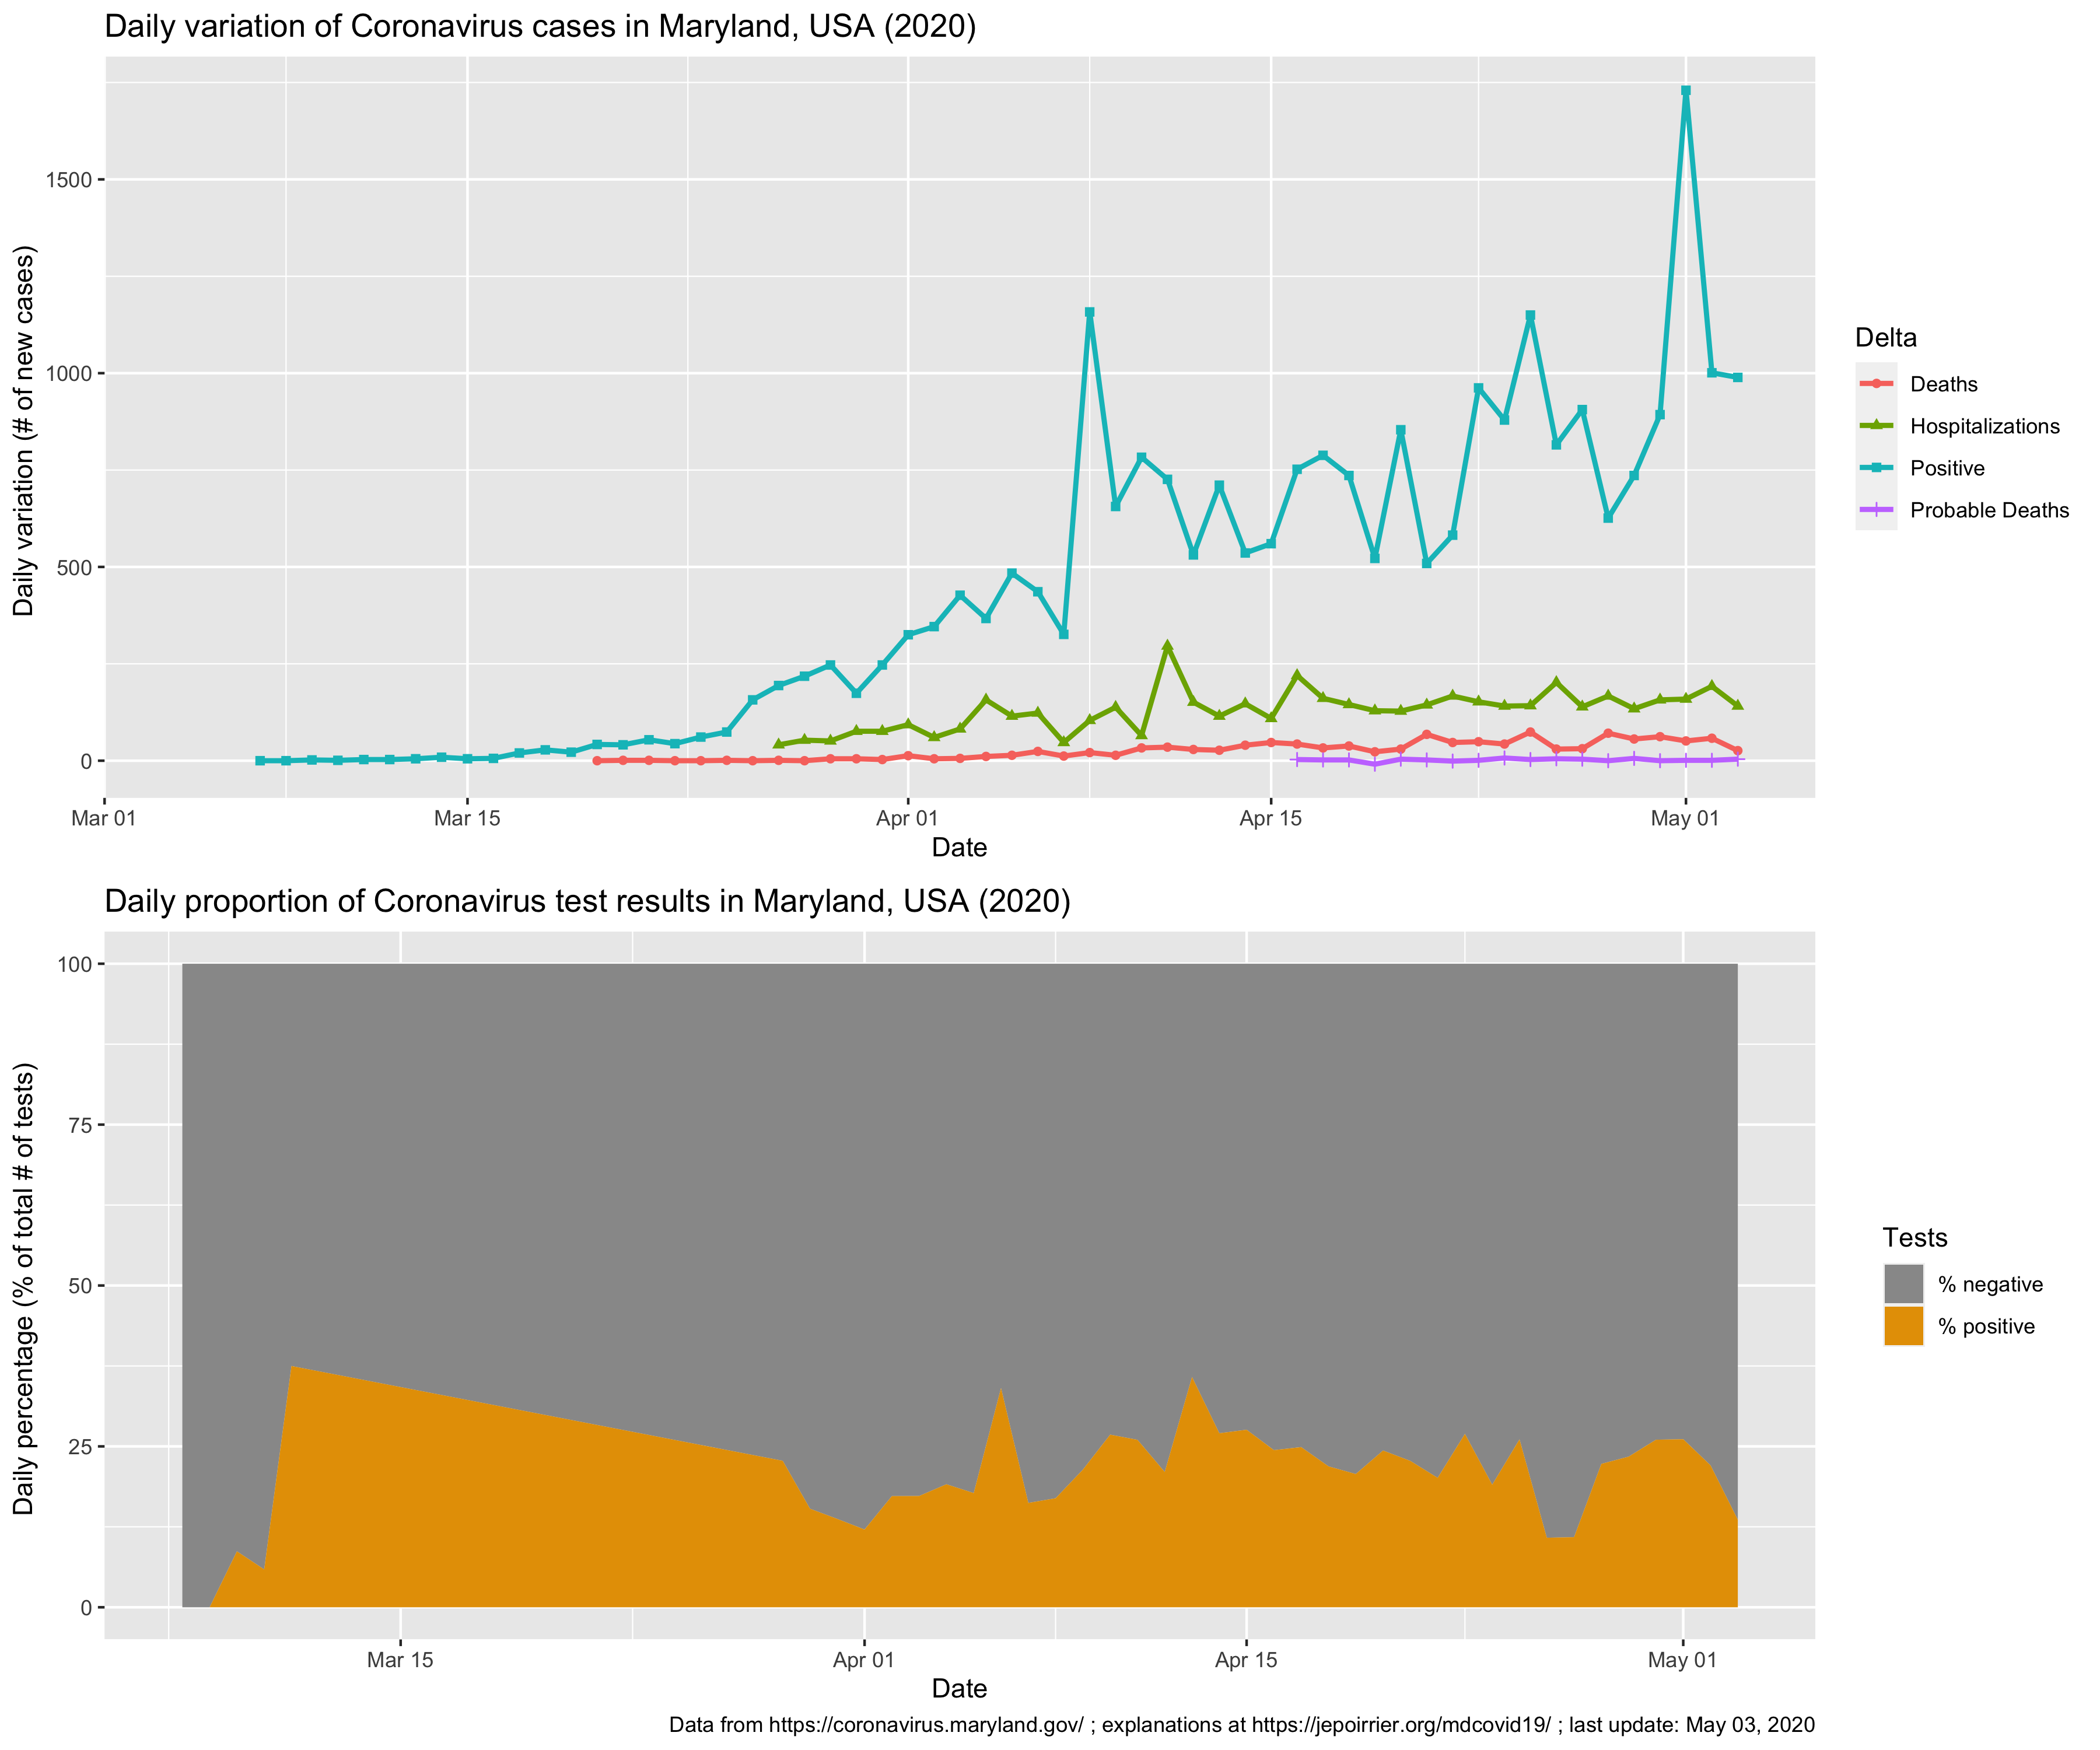 Daily variation of Coronavirus cases in Maryland, USA (2020)
Daily variation (# of new cases)
1500
1000
500
0
Mar 01
Mar 15
Apr 01
Apr 15
May 01
Date
Delta
Deaths
Hospitalizations
Positive
Probable Deaths
Daily proportion of Coronavirus test results in Maryland, USA (2020)
Daily percentage (% of total # of tests)
100
75
50
25
0
Mar 15
Apr 01
Apr 15
May 01
Date
Tests
% negative
% positive
Data from https://coronavirus.maryland.gov/ ; explanations at https://jepoirrier.org/mdcovid19/ ; last update: May 03, 2020